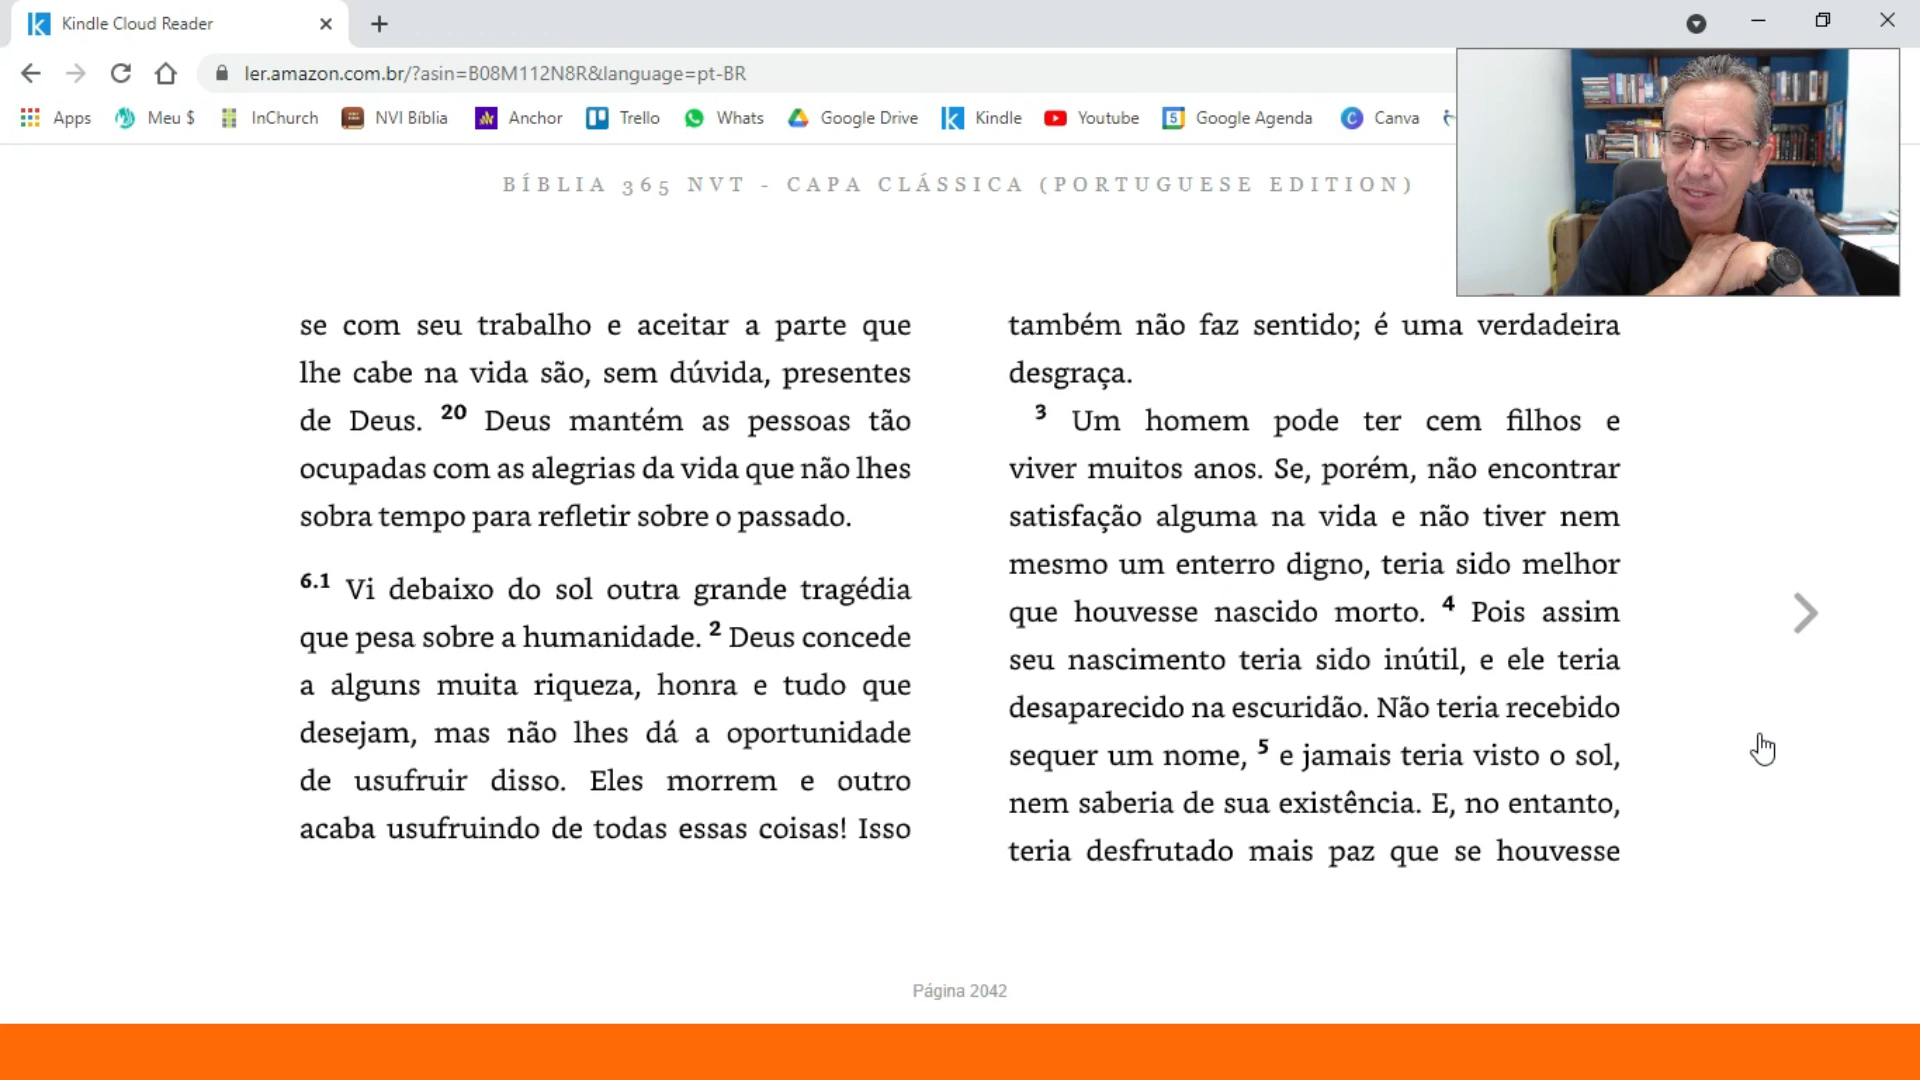 Kindle Cloud Reader
ler.amazon.com.br/?asin=B08M112N8R&language=pt-BR
Apps Meu $ InChurch NVI Bíblia Anchor Trello Whats Google Drive Kindle Youtube 5 Google Agenda C Canva
BÍBLIA 365 NVT - CAPA CLÁSSICA (PORTUGUESE EDITION)
se com seu trabalho e aceitar a parte que
lhe cabe na vida são, sem dúvida, presentes
de Deus. 20 Deus mantém as pessoas tão
ocupadas com as alegrias da vida que não lhes
sobra tempo para refletir sobre o passado.
6.1 Vi debaixo do sol outra grande tragédia
que pesa sobre a humanidade. 2 Deus concede
a alguns muita riqueza, honra e tudo que
desejam, mas não lhes dá a oportunidade
de usufruir disso. Eles morrem e outro
acaba usufruindo de todas essas coisas! Isso
também não faz sentido; é uma verdadeira
desgraça.
3 Um homem pode ter cem filhos e
viver muitos anos. Se, porém, não encontrar
satisfação alguma na vida e não tiver nem
mesmo um enterro digno, teria sido melhor
que houvesse nascido morto. 4 Pois assim
seu nascimento teria sido inútil, e ele teria
desaparecido na escuridão. Não teria recebido
sequer um nome, 5 e jamais teria visto o sol,
nem saberia de sua existência. E, no entanto,
teria desfrutado mais paz que se houvesse
Página 2042